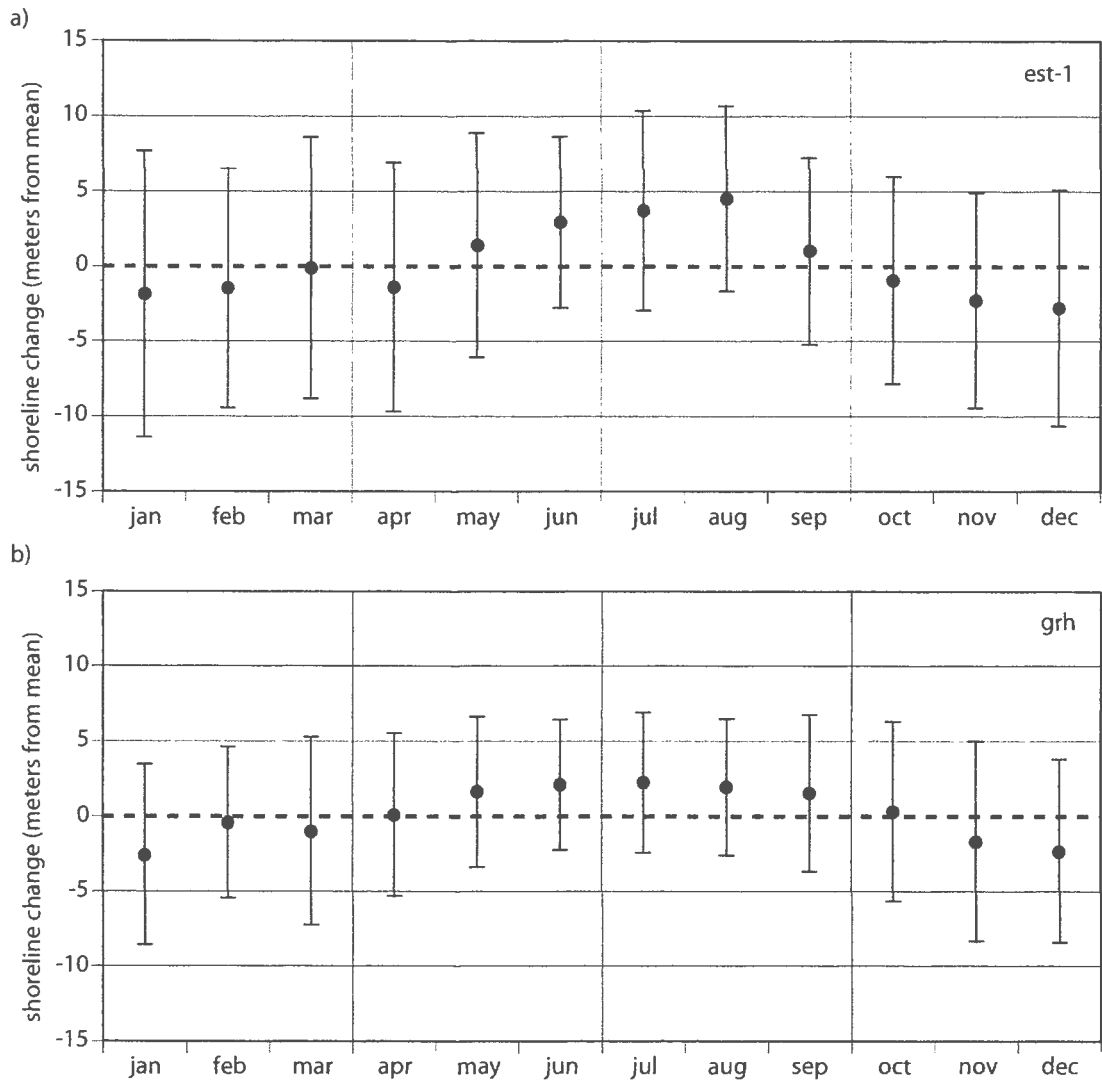 a)
shoreline change (meters from mean)
15
10
5
0
-5
-10
-15
est-1
jan feb mar apr may jun jul aug sep oct nov dec
b)
shoreline change (meters from mean)
15
10
5
0
-5
-10
-15
grh
jan feb mar apr may jun jul aug sep oct nov dec